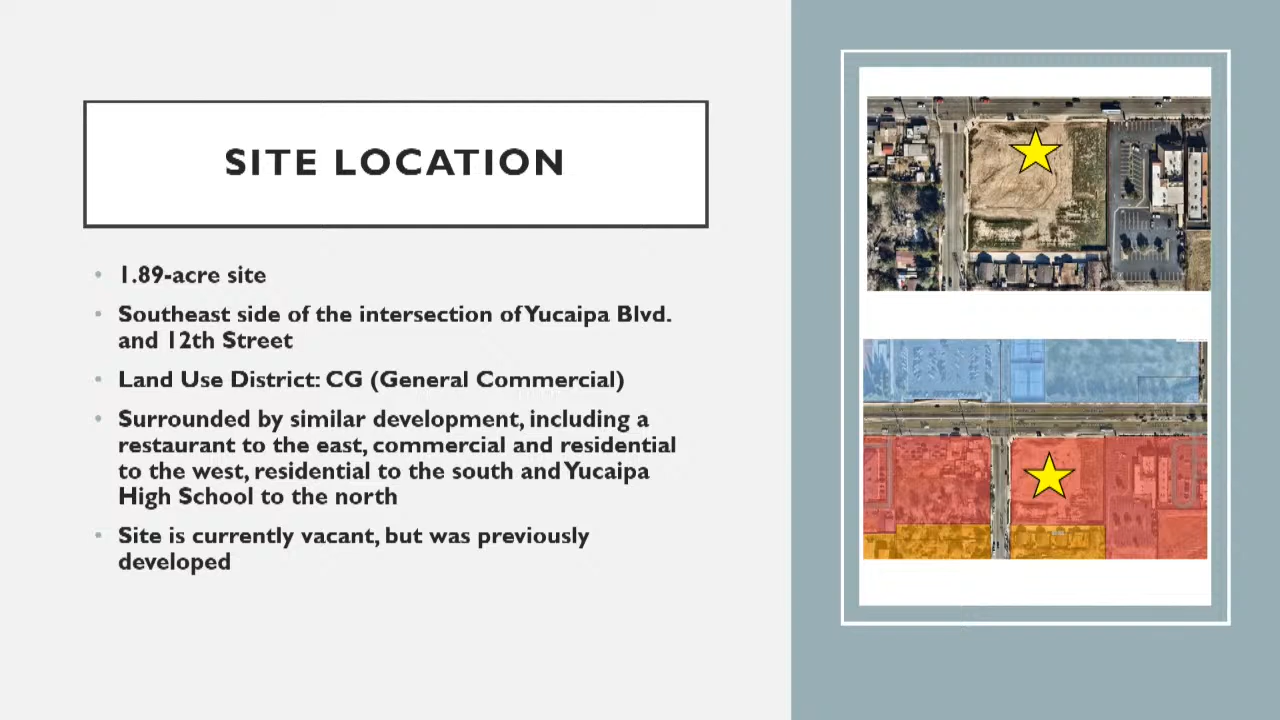 SITE LOCATION
• 1.89-acre site
• Southeast side of the intersection of Yucaipa Blvd.
and 12th Street
• Land Use District: CG (General Commercial)
• Surrounded by similar development, including a
restaurant to the east, commercial and residential
to the west, residential to the south and Yucaipa
High School to the north
• Site is currently vacant, but was previously
developed